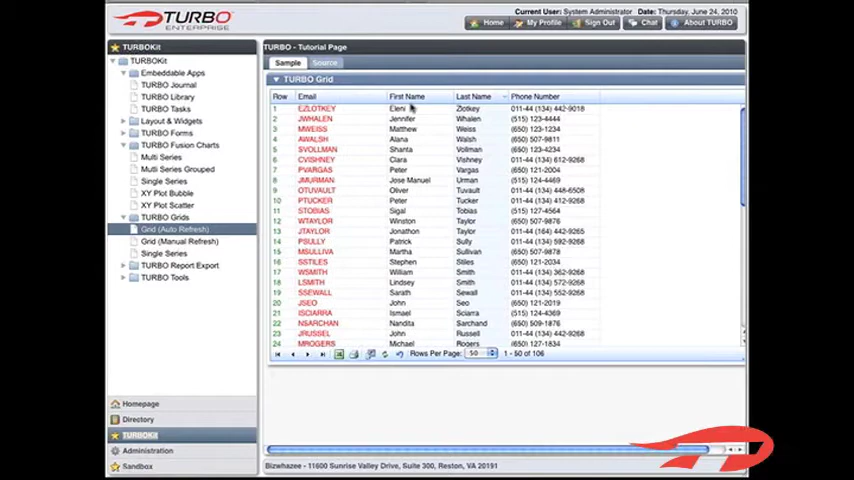 TURBO
ENTERPRISE
Current User: System Administrator Date: Thursday, June 24, 2010
Home My Profile Sign Out Chat About TURBO
TURBOKit
TURBOKit
Embeddable Apps
TURBO Journal
TURBO Library
TURBO Tasks
Layout & Widgets
TURBO Forms
TURBO Fusion Charts
Multi Series
Multi Series Grouped
Single Series
XY Plot Bubble
XY Plot Scatter
TURBO Grids
Grid (Auto Refresh)
Grid (Manual Refresh)
Single Series
TURBO Report Export
TURBO Tools
Homepage
Directory
TURBOKit
Administration
Sandbox
TURBO - Tutorial Page
Sample Source
TURBO Grid
Row Email First Name Last Name Phone Number
1 EZLOTKEY Eleni Zlotkey 011-44 (134) 442-9018
2 JWHALEN Jennifer Whalen (515) 123-4444
3 MWEISS Matthew Weiss (650) 123-1234
4 AWALSH Alana Walsh (650) 507-9811
5 SVOLLMAN Shanta Vollman (650) 123-4234
6 CVISHNEY Clara Vishney 011-44 (134) 612-9268
7 PVARGAS Peter Vargas (650) 121-2004
8 JMURMAN Jose Manuel Urman (515) 124-4469
9 OTUVAULT Oliver Tuvault 011-44 (134) 448-6508
10 PTUCKER Peter Tucker 011-44 (134) 412-9268
11 STOBIAS Sigal Tobias (515) 127-4564
12 WTAYLOR Winston Taylor (650) 507-9876
13 JTAYLOR Jonathon Taylor 011-44 (164) 442-9265
14 PSULLY Patrick Sully 011-44 (134) 592-9268
15 MSULLIVA Martha Sullivan (650) 507-9878
16 SSTILES Stephen Stiles (650) 121-2034
17 WSMITH William Smith 011-44 (134) 362-9268
18 LSMITH Lindsey Smith 011-44 (134) 572-9268
19 SSEWALL Sarath Sewall 011-44 (134) 552-9268
20 JSEO John Seo (650) 121-2019
21 ISCIARRA Ismael Sciarra (515) 124-4369
22 NSARCHAN Nandita Sarchand (650) 509-1876
23 JRUSSEL John Russell 011-44 (134) 442-9268
24 MROGERS Michael Rogers (650) 127-1834
Rows Per Page: 50 1 - 50 of 106
Bizwhazee - 11600 Sunrise Valley Drive, Suite 300, Reston, VA 20191